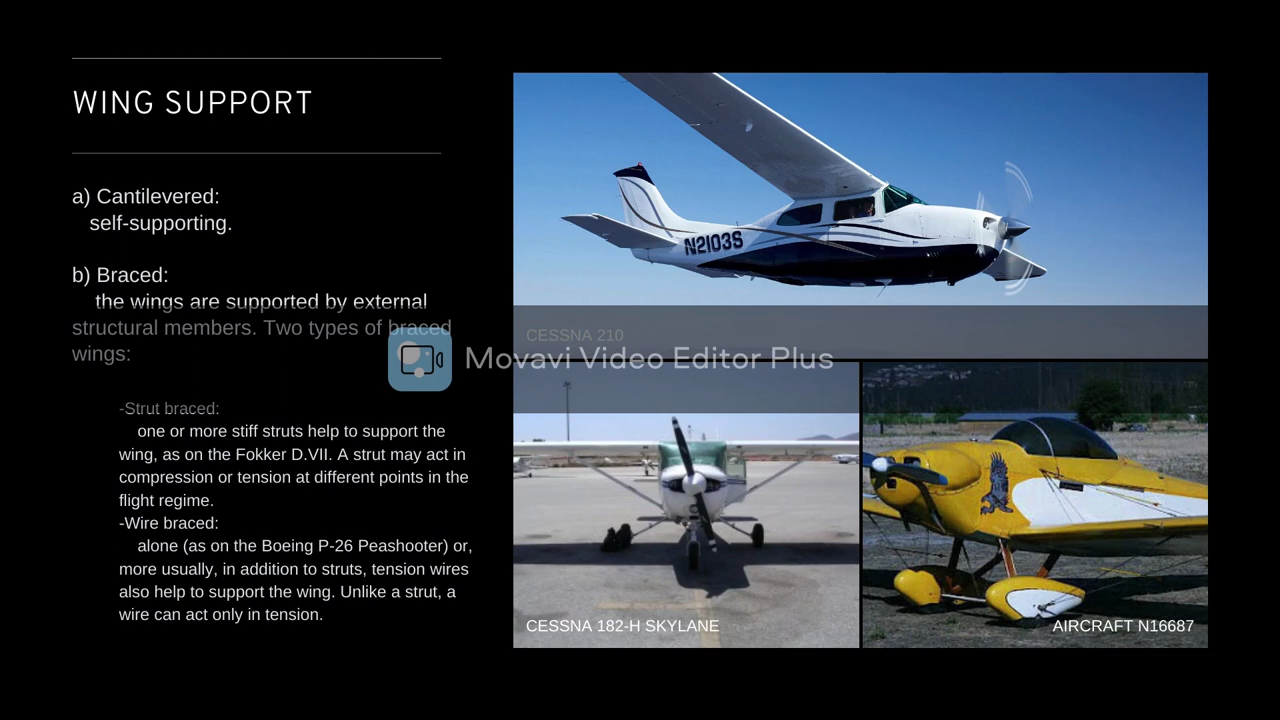 WING SUPPORT
a) Cantilevered:
self-supporting.
b) Braced:
the wings are supported by external
structural members. Two types of braced
wings:
-Strut braced:
one or more stiff struts help to support the
wing, as on the Fokker D.VII. A strut may act in
compression or tension at different points in the
flight regime.
-Wire braced:
alone (as on the Boeing P-26 Peashooter) or,
more usually, in addition to struts, tension wires
also help to support the wing. Unlike a strut, a
wire can act only in tension.
N2103S
CESSNA 210
Movavi Video Editor Plus
CESSNA 182-H SKYLANE
AIRCRAFT N16687